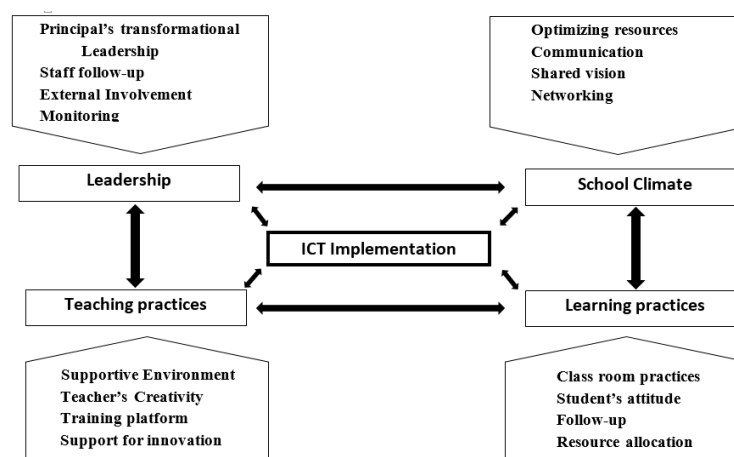 Principal's transformational
Leadership
Staff follow-up
External Involvement
Monitoring
Optimizing resources
Communication
Shared vision
Networking
Leadership
School Climate
ICT Implementation
Teaching practices
Learning practices
Supportive Environment
Teacher's Creativity
Training platform
Support for innovation
Class room practices
Student's attitude
Follow-up
Resource allocation